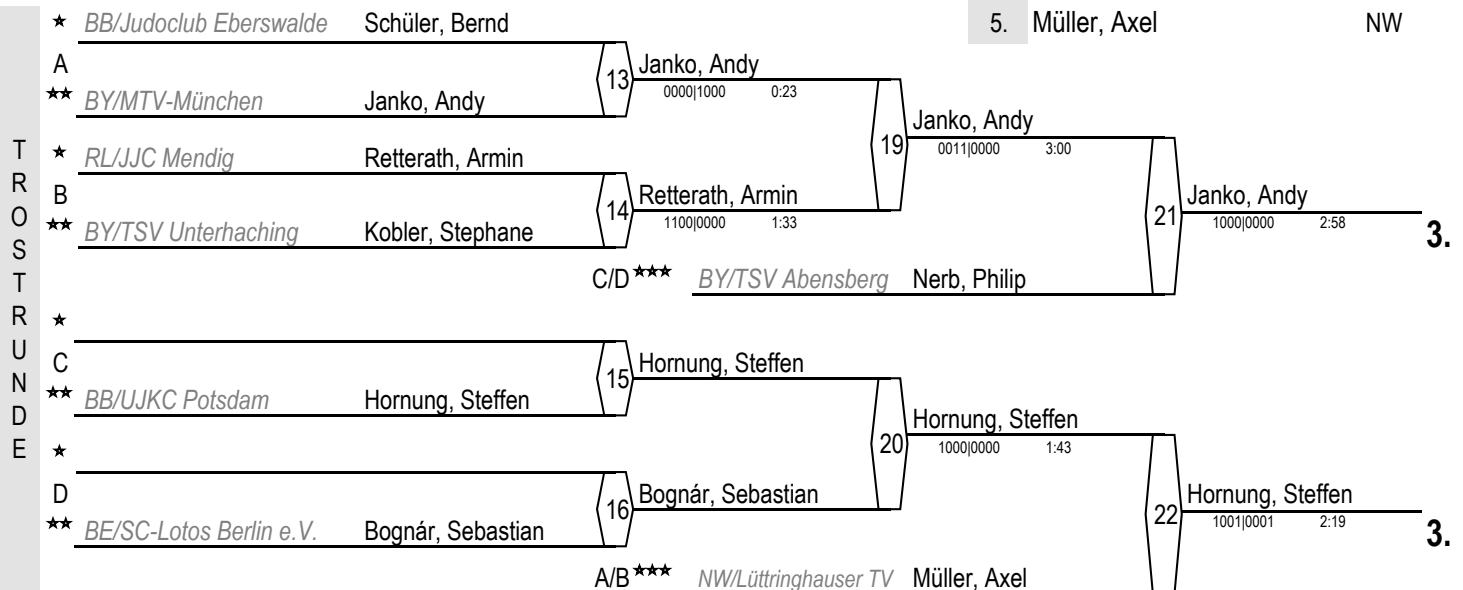 ★ BB/Judoclub Eberswalde Schüler, Bernd 5. Müller, Axel NW
A
13 Janko, Andy
0000|1000 0:23
★★ BY/MTV-München Janko, Andy
19 Janko, Andy
0011|0000 3:00
TROSTRUNDE
★ RL/JJC Mendig Retterath, Armin
B
14 Retterath, Armin
1100|0000 1:33
★★ BY/TSV Unterhaching Kobler, Stephane
21 Janko, Andy
1000|0000 2:58
3.
C/D ★★★ BY/TSV Abensberg Nerb, Philip
★
C
15 Hornung, Steffen
★★ BB/UJKC Potsdam Hornung, Steffen
20 Hornung, Steffen
1000|0000 1:43
★
D
16 Bognár, Sebastian
★★ BE/SC-Lotos Berlin e.V. Bognár, Sebastian
22 Hornung, Steffen
1001|0001 2:19
3.
A/B ★★★ NW/Lüttringhauser TV Müller, Axel